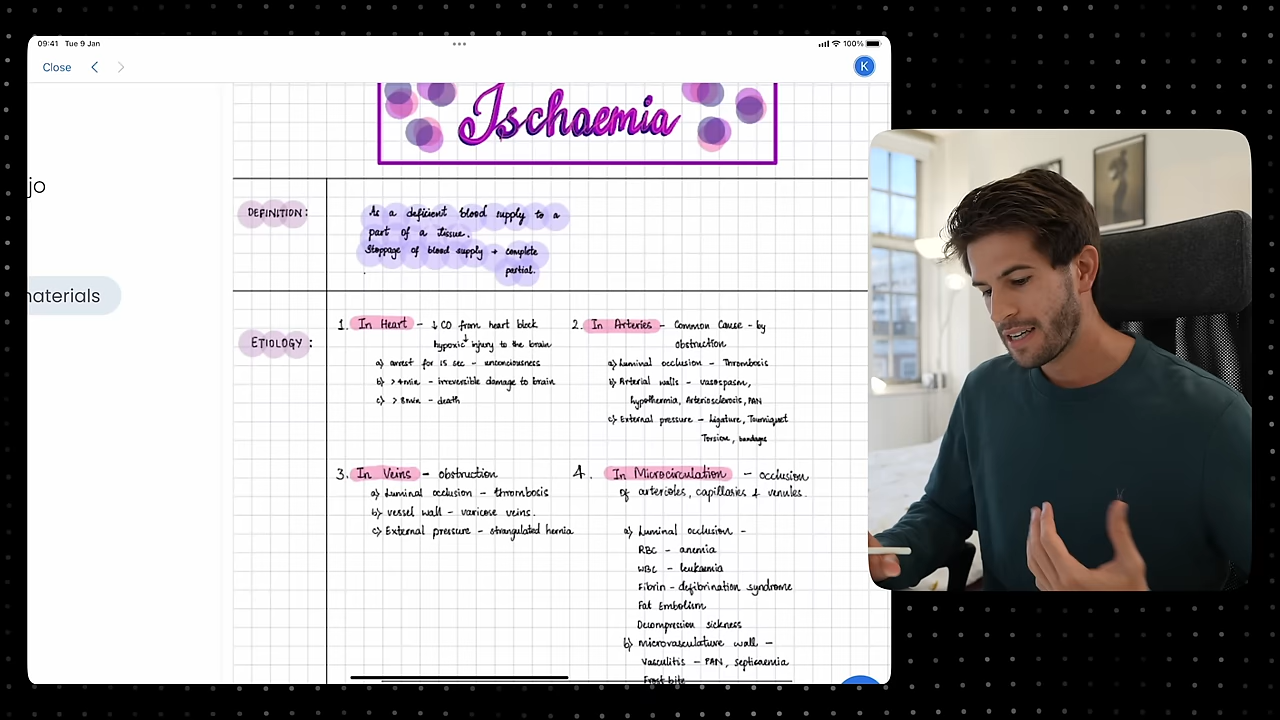 09:41 Tue 9 Jan
100%
Close
K
jo
materials
Ischaemia
DEFINITION:
As a deficient blood supply to a
part of a tissue.
Stoppage of blood supply → complete
partial.
ETIOLOGY:
1. In Heart - ↓ CO from heart block
↓
hypoxic injury to the brain
a) arrest for 15 sec - unconsciousness
b) >4min - irreversible damage to brain
c) > 8min - death
2. In Arteries - Common Cause - by
obstruction
a) Luminal occlusion - Thrombosis
b) Arterial walls - vasospasm,
hypothermia, Arteriosclerosis, PAN
c) External pressure - Ligature, Tourniquet
Torsion, bandages
3. In Veins - obstruction
a) Luminal occlusion - thrombosis
b) vessel wall - varicose veins.
c) External pressure - strangulated hernia
4. In Microcirculation - occlusion
of arterioles, capillaries & venules.
a) Luminal occlusion -
RBC - anemia
WBC - leukaemia
Fibrin - defibrination syndrome
Fat Embolism
Decompression sickness
b) microvasculature wall -
Vasculitis - PAN, septicaemia
Frost bite